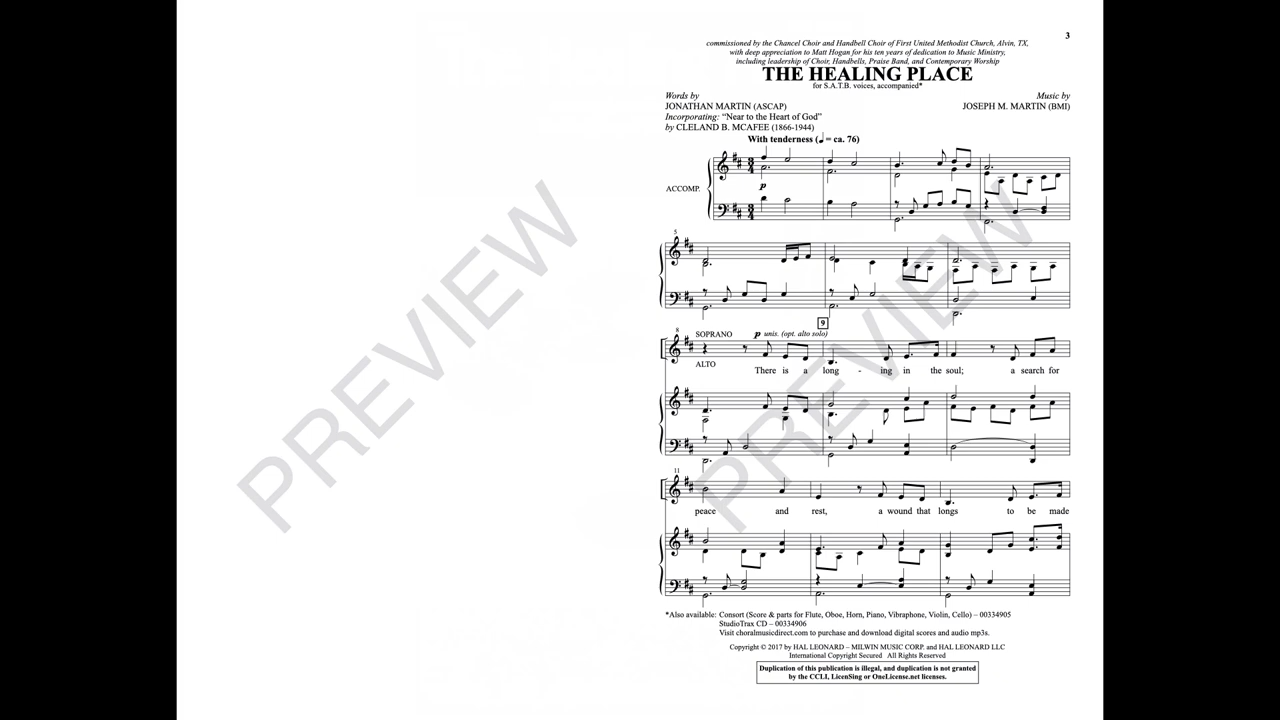 3
commissioned by the Chancel Choir and Handbell Choir of First United Methodist Church, Alvin, TX,
with deep appreciation to Matt Hogan for his ten years of dedication to Music Ministry,
including leadership of Choir, Handbells, Praise Band, and Contemporary Worship
THE HEALING PLACE
for S.A.T.B. voices, accompanied*
Words by
JONATHAN MARTIN (ASCAP)
Incorporating: “Near to the Heart of God”
by CLELAND B. MCAFEE (1866-1944)
Music by
JOSEPH M. MARTIN (BMI)
With tenderness (♩ = ca. 76)
ACCOMP.
p
5
9
8
SOPRANO
p unis. (opt. alto solo)
ALTO
There is a long - ing in the soul; a search for
11
peace and rest, a wound that longs to be made
*Also available: Consort (Score & parts for Flute, Oboe, Horn, Piano, Vibraphone, Violin, Cello) – 00334905
StudioTrax CD – 00334906
Visit choralmusicdirect.com to purchase and download digital scores and audio mp3s.
Copyright © 2017 by HAL LEONARD – MILWIN MUSIC CORP. and HAL LEONARD LLC
International Copyright Secured All Rights Reserved
Duplication of this publication is illegal, and duplication is not granted
by the CCLI, LicenSing or OneLicense.net licenses.
PREVIEW
PREVIEW